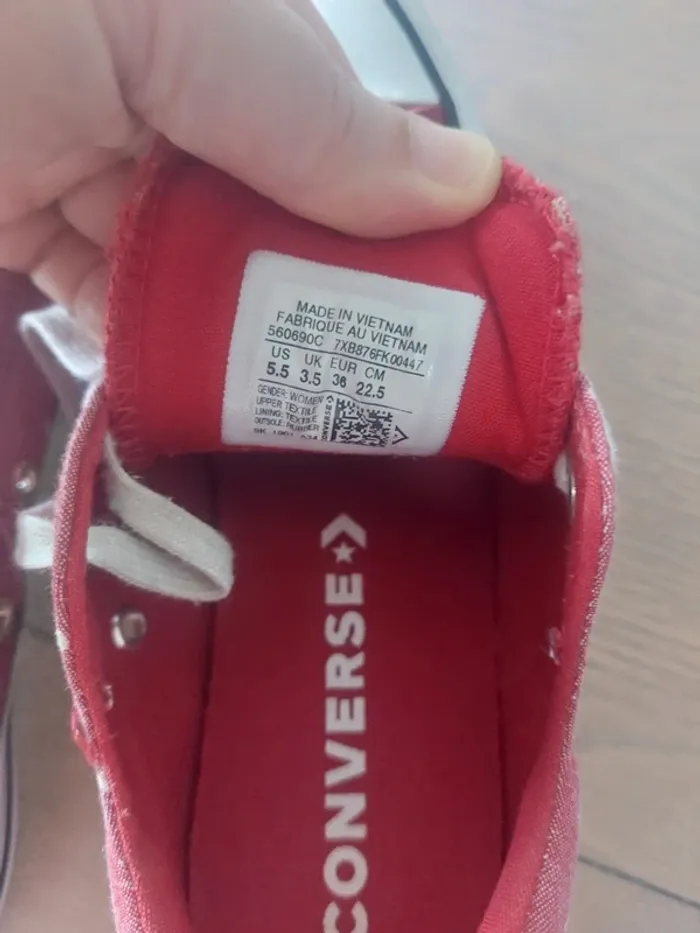 MADE IN VIETNAM
FABRIQUE AU VIETNAM
560690C 7XB876FK00447
US UK EUR CM
5.5 3.5 36 22.5
GENDER: WOMEN
UPPER: TEXTILE
LINING: TEXTILE
OUTSOLE: RUBBER
CONVERSE
CONVERSE